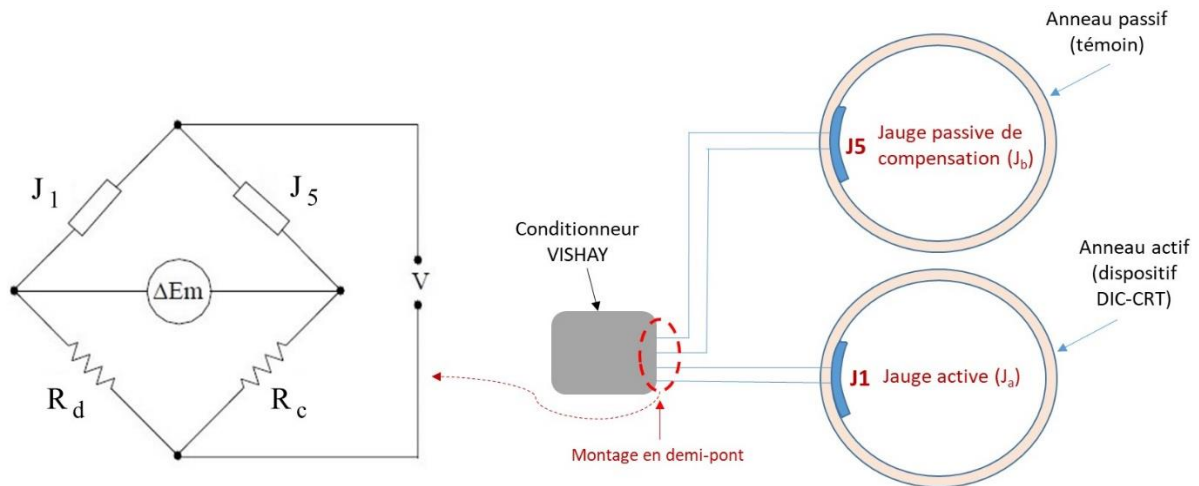 J1
J5
ΔEm
V
Rd
Rc
Conditionneur
VISHAY
Montage en demi-pont
Anneau passif
(témoin)
J5
Jauge passive de
compensation (Jb)
Anneau actif
(dispositif
DIC-CRT)
J1
Jauge active (Ja)